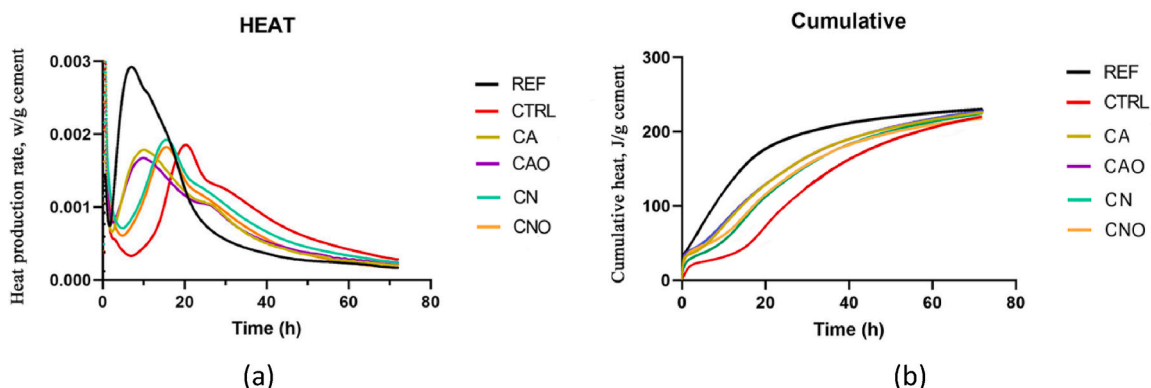 HEAT
Heat production rate, w/g cement
0.003
0.002
0.001
0.000
0
20
40
60
80
Time (h)
REF
CTRL
CA
CAO
CN
CNO
(a)
Cumulative
Cumulative heat, J/g cement
300
200
100
0
0
20
40
60
80
Time (h)
REF
CTRL
CA
CAO
CN
CNO
(b)